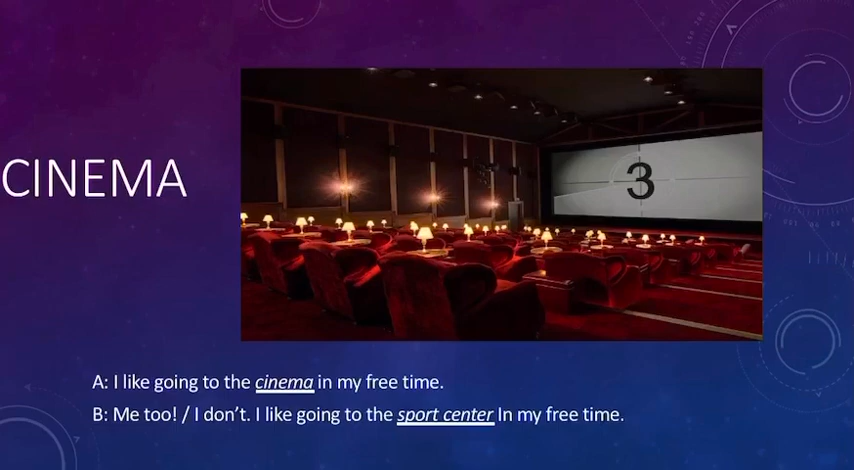 CINEMA
3
A: I like going to the cinema in my free time.
B: Me too! / I don't. I like going to the sport center In my free time.